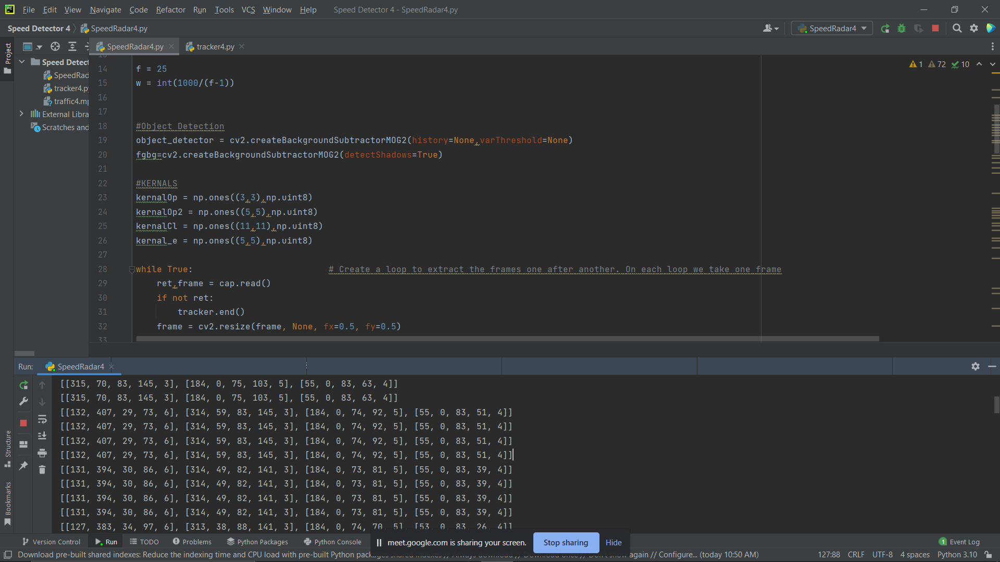 File Edit View Navigate Code Refactor Run Tools VCS Window Help Speed Detector 4 - SpeedRadar4.py
Speed Detector 4 SpeedRadar4.py SpeedRadar4
Project
SpeedRadar4.py tracker4.py
Speed Detect
SpeedRad
tracker4.py
traffic4.mp
External Libra
Scratches and
1 72 10
14 f = 25
15 w = int(1000/(f-1))
16
17
18 #Object Detection
19 object_detector = cv2.createBackgroundSubtractorMOG2(history=None,varThreshold=None)
20 fgbg=cv2.createBackgroundSubtractorMOG2(detectShadows=True)
21
22 #KERNALS
23 kernalOp = np.ones((3,3),np.uint8)
24 kernalOp2 = np.ones((5,5),np.uint8)
25 kernalCl = np.ones((11,11),np.uint8)
26 kernal_e = np.ones((5,5),np.uint8)
27
28 while True: # Create a loop to extract the frames one after another. On each loop we take one frame
29 ret,frame = cap.read()
30 if not ret:
31 tracker.end()
32 frame = cv2.resize(frame, None, fx=0.5, fy=0.5)
33
Run: SpeedRadar4
[[315, 70, 83, 145, 3], [184, 0, 75, 103, 5], [55, 0, 83, 63, 4]]
[[315, 70, 83, 145, 3], [184, 0, 75, 103, 5], [55, 0, 83, 63, 4]]
[[132, 407, 29, 73, 6], [314, 59, 83, 145, 3], [184, 0, 74, 92, 5], [55, 0, 83, 51, 4]]
[[132, 407, 29, 73, 6], [314, 59, 83, 145, 3], [184, 0, 74, 92, 5], [55, 0, 83, 51, 4]]
[[132, 407, 29, 73, 6], [314, 59, 83, 145, 3], [184, 0, 74, 92, 5], [55, 0, 83, 51, 4]]
[[132, 407, 29, 73, 6], [314, 59, 83, 145, 3], [184, 0, 74, 92, 5], [55, 0, 83, 51, 4]]
[[131, 394, 30, 86, 6], [314, 49, 82, 141, 3], [184, 0, 73, 81, 5], [55, 0, 83, 39, 4]]
[[131, 394, 30, 86, 6], [314, 49, 82, 141, 3], [184, 0, 73, 81, 5], [55, 0, 83, 39, 4]]
[[131, 394, 30, 86, 6], [314, 49, 82, 141, 3], [184, 0, 73, 81, 5], [55, 0, 83, 39, 4]]
[[131, 394, 30, 86, 6], [314, 49, 82, 141, 3], [184, 0, 73, 81, 5], [55, 0, 83, 39, 4]]
[[127, 383, 34, 97, 6], [313, 38, 88, 141, 3], [184, 0, 74, 70, 5], [53, 0, 83, 26, 4]]
Structure
Bookmarks
Version Control Run TODO Problems Python Packages Python Console 1 Event Log
meet.google.com is sharing your screen. Stop sharing Hide
Download pre-built shared indexes: Reduce the indexing time and CPU load with pre-built Python packages shared indexes // Always download // Download once // Don't show again // Configure... (today 10:50 AM) 127:88 CRLF UTF-8 4 spaces Python 3.10